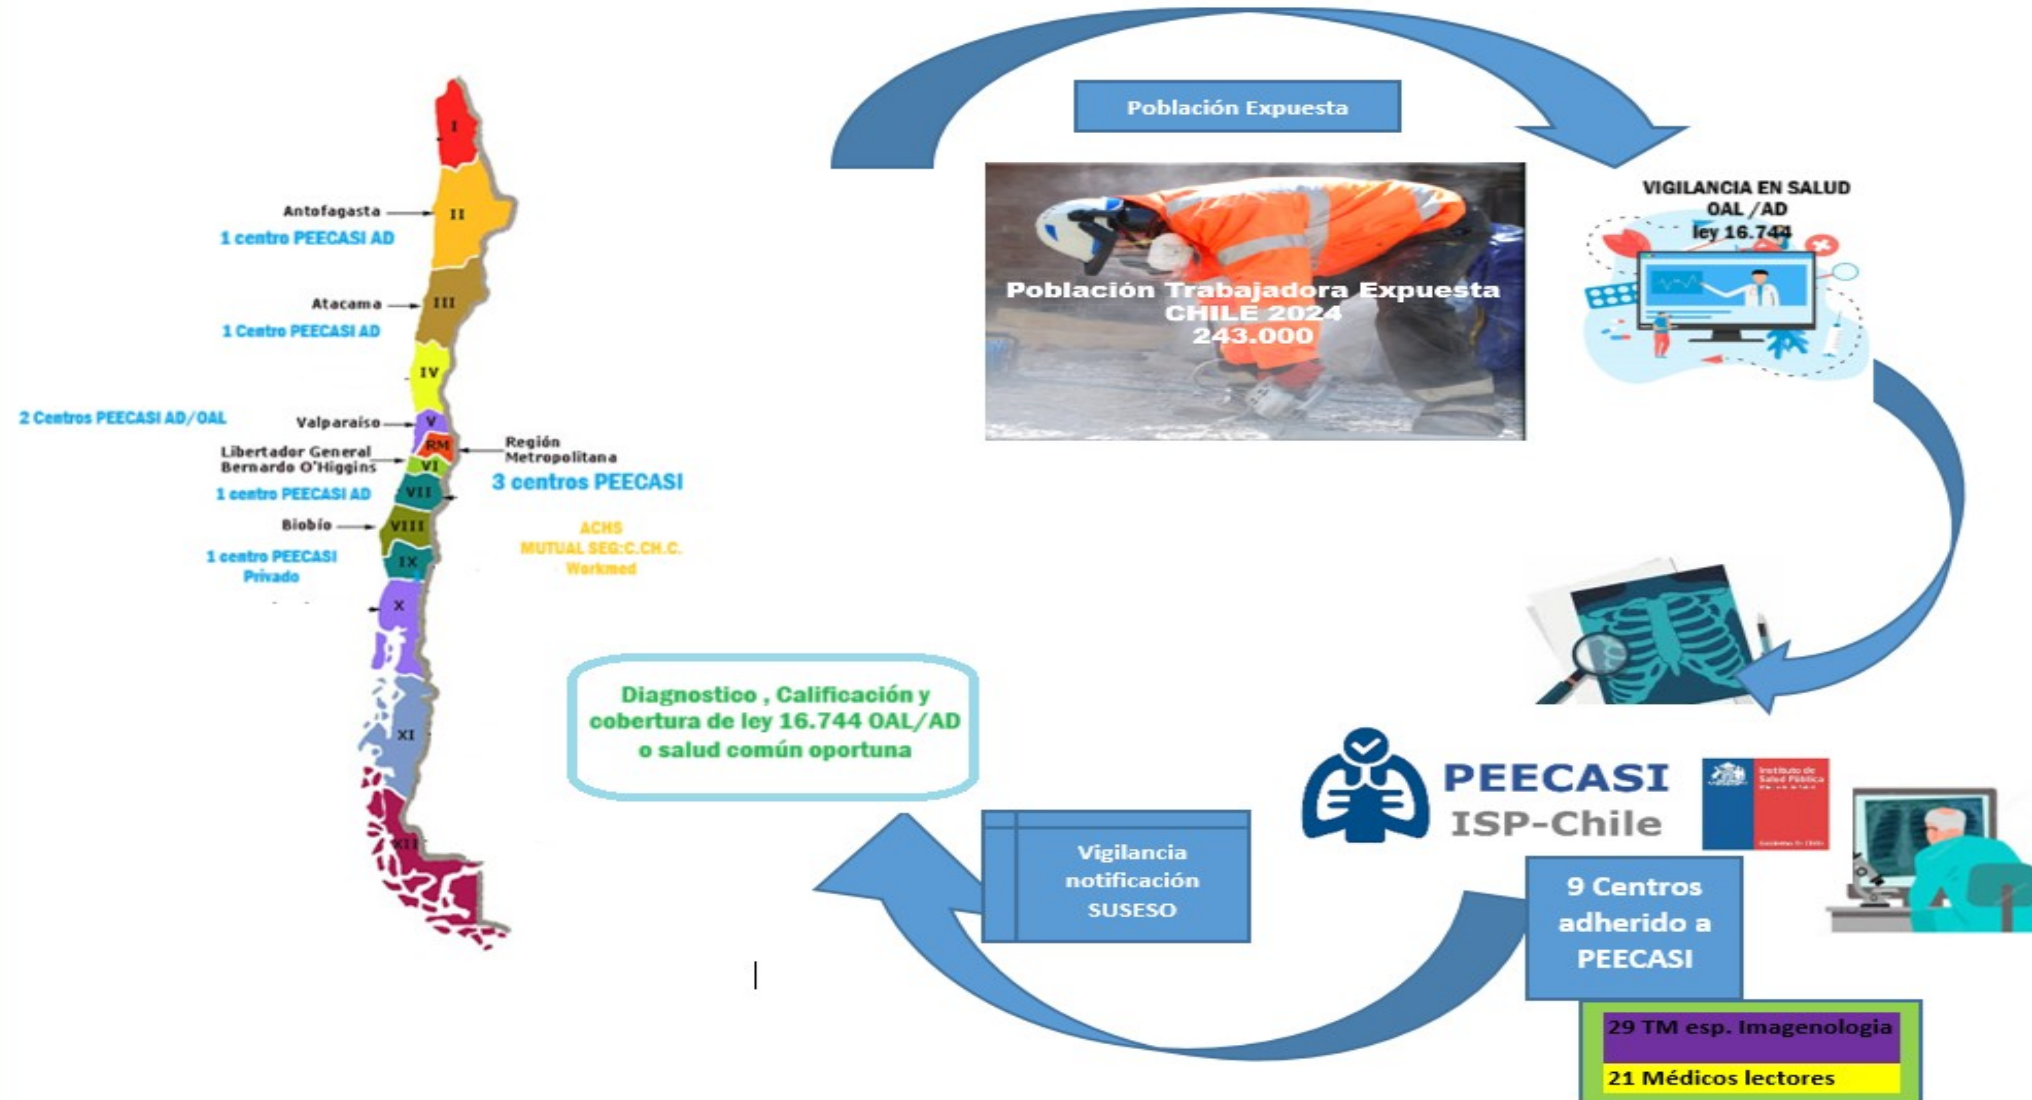 I
Antofagasta
II
1 centro PEECASI AD
Atacama
III
1 Centro PEECASI AD
IV
2 Centros PEECASI AD/OAL
Valparaíso
V
RM
Región
Metropolitana
Libertador General
Bernardo O'Higgins
VI
3 centros PEECASI
1 centro PEECASI AD
VII
Biobío
VIII
ACHS
MUTUAL SEG:C.CH.C.
Workmed
1 centro PEECASI
Privado
IX
X
XI
XII
Población Expuesta
Población Trabajadora Expuesta
CHILE 2024
243.000
VIGILANCIA EN SALUD
OAL /AD
ley 16.744
PEECASI
ISP-Chile
Instituto de
Salud Pública
9 Centros
adherido a
PEECASI
29 TM esp. Imagenologia
21 Médicos lectores
Vigilancia
notificación
SUSESO
Diagnostico , Calificación y
cobertura de ley 16.744 OAL/AD
o salud común oportuna